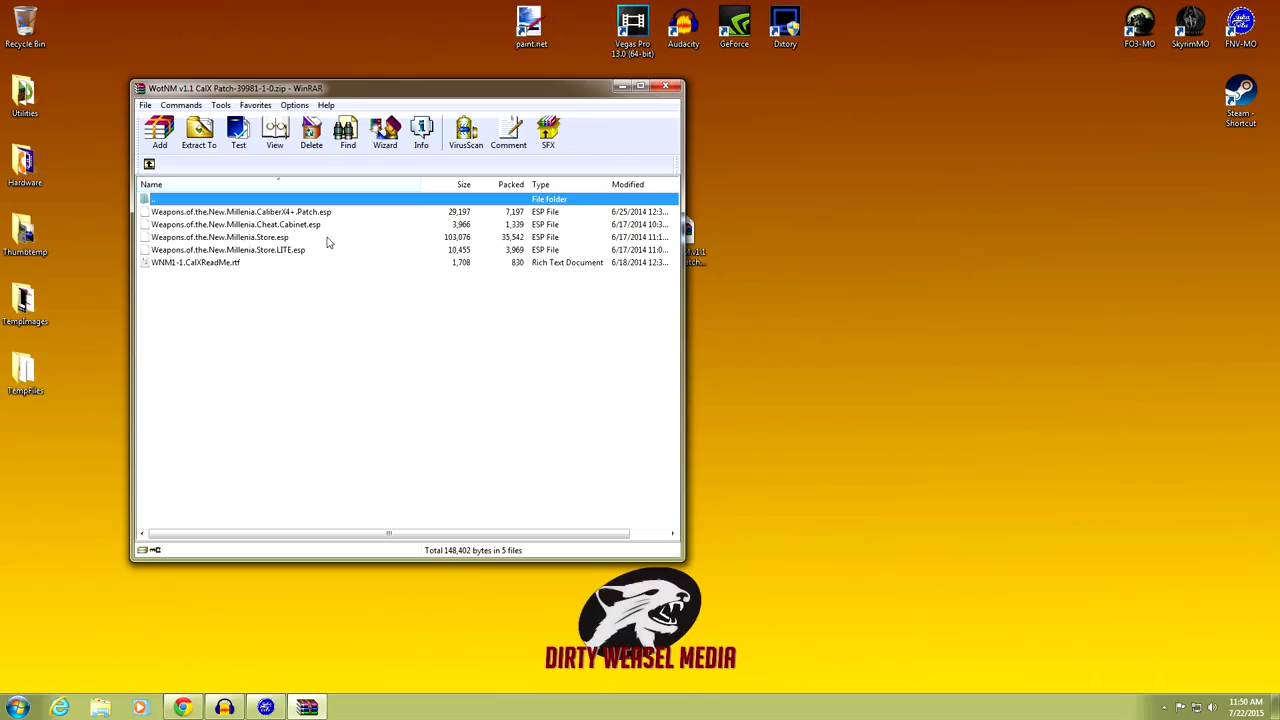 Recycle Bin
paint.net
Vegas Pro
13.0 (64-bit)
Audacity
GeForce
Dxtory
FO3-MO
SkyrimMO
FNV-MO
Utilities
Steam -
Shortcut
Hardware
Thumbtemp
TempImages
TempFiles
WotNM v1.1 CalX Patch-39981-1-0.zip - WinRAR
File Commands Tools Favorites Options Help
Add Extract To Test View Delete Find Wizard Info VirusScan Comment SFX
Name Size Packed Type Modified
.. File folder
Weapons.of.the.New.Millenia.CaliberX4+.Patch.esp 29,197 7,197 ESP File 6/25/2014 12:3...
Weapons.of.the.New.Millenia.Cheat.Cabinet.esp 3,966 1,339 ESP File 6/17/2014 10:3...
Weapons.of.the.New.Millenia.Store.esp 103,076 35,542 ESP File 6/17/2014 11:1...
Weapons.of.the.New.Millenia.Store.LITE.esp 10,455 3,969 ESP File 6/17/2014 11:0...
WNM1-1.CalXReadMe.rtf 1,708 830 Rich Text Document 6/18/2014 12:3...
Total 148,402 bytes in 5 files
DIRTY WEASEL MEDIA
11:50 AM
7/22/2015